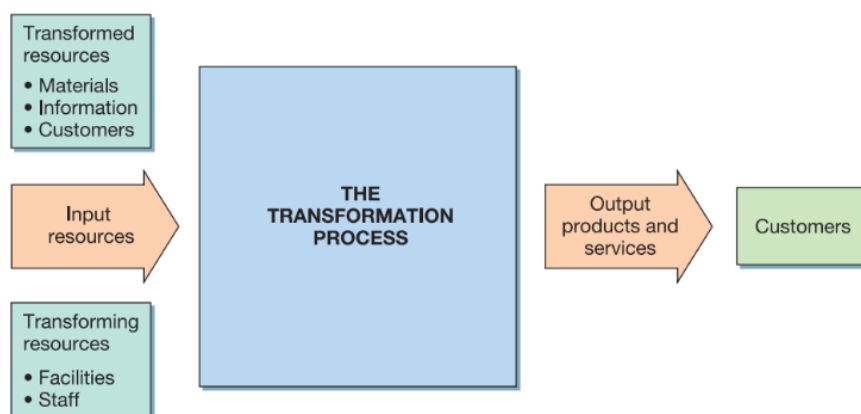 Transformed
resources
• Materials
• Information
• Customers
Input
resources
Transforming
resources
• Facilities
• Staff
THE
TRANSFORMATION
PROCESS
Output
products and
services
Customers